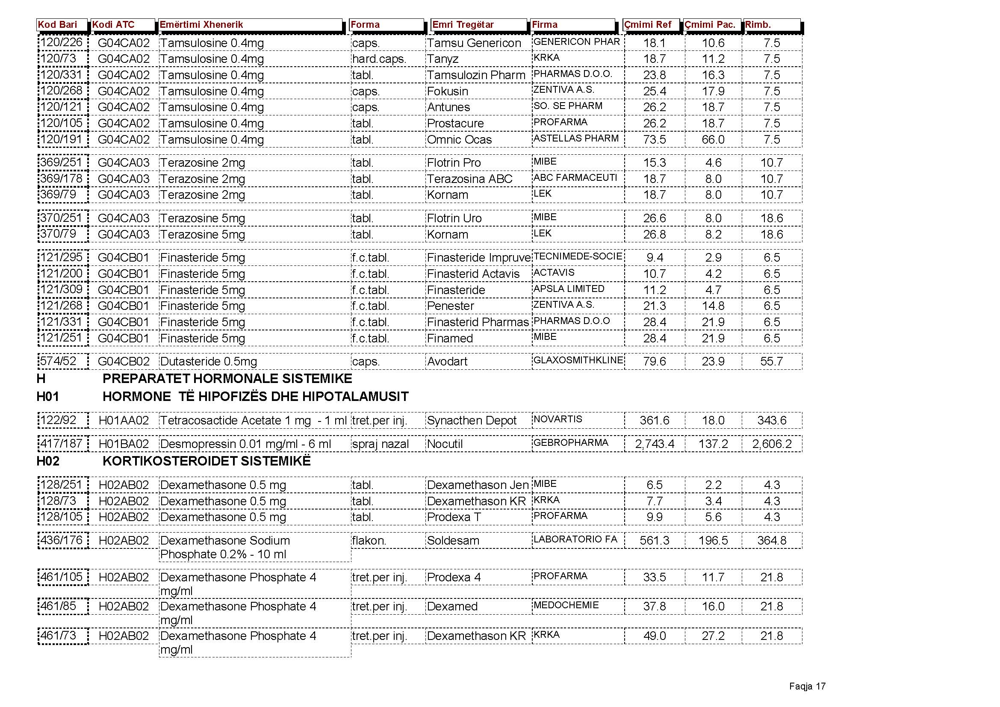 Kod Bari Kodi ATC Emërtimi Xhenerik Forma Emri Tregëtar Firma Çmimi Ref Çmimi Pac. Rimb.
120/226 G04CA02 Tamsulosine 0.4mg caps. Tamsu Genericon GENERICON PHAR 18.1 10.6 7.5
120/73 G04CA02 Tamsulosine 0.4mg hard.caps. Tanyz KRKA 18.7 11.2 7.5
120/331 G04CA02 Tamsulosine 0.4mg tabl. Tamsulozin Pharm PHARMAS D.O.O. 23.8 16.3 7.5
120/268 G04CA02 Tamsulosine 0.4mg caps. Fokusin ZENTIVA A.S. 25.4 17.9 7.5
120/121 G04CA02 Tamsulosine 0.4mg caps. Antunes SO. SE PHARM 26.2 18.7 7.5
120/105 G04CA02 Tamsulosine 0.4mg tabl. Prostacure PROFARMA 26.2 18.7 7.5
120/191 G04CA02 Tamsulosine 0.4mg tabl. Omnic Ocas ASTELLAS PHARM 73.5 66.0 7.5
369/251 G04CA03 Terazosine 2mg tabl. Flotrin Pro MIBE 15.3 4.6 10.7
369/178 G04CA03 Terazosine 2mg tabl. Terazosina ABC ABC FARMACEUTI 18.7 8.0 10.7
369/79 G04CA03 Terazosine 2mg tabl. Kornam LEK 18.7 8.0 10.7
370/251 G04CA03 Terazosine 5mg tabl. Flotrin Uro MIBE 26.6 8.0 18.6
370/79 G04CA03 Terazosine 5mg tabl. Kornam LEK 26.8 8.2 18.6
121/295 G04CB01 Finasteride 5mg f.c.tabl. Finasteride Impruve TECNIMEDE-SOCIE 9.4 2.9 6.5
121/200 G04CB01 Finasteride 5mg f.c.tabl. Finasterid Actavis ACTAVIS 10.7 4.2 6.5
121/309 G04CB01 Finasteride 5mg f.c.tabl. Finasteride APSLA LIMITED 11.2 4.7 6.5
121/268 G04CB01 Finasteride 5mg f.c.tabl. Penester ZENTIVA A.S. 21.3 14.8 6.5
121/331 G04CB01 Finasteride 5mg f.c.tabl. Finasterid Pharmas PHARMAS D.O.O 28.4 21.9 6.5
121/251 G04CB01 Finasteride 5mg f.c.tabl. Finamed MIBE 28.4 21.9 6.5
574/52 G04CB02 Dutasteride 0.5mg caps. Avodart GLAXOSMITHKLINE 79.6 23.9 55.7
H PREPARATET HORMONALE SISTEMIKE
H01 HORMONE TË HIPOFIZËS DHE HIPOTALAMUSIT
122/92 H01AA02 Tetracosactide Acetate 1 mg - 1 ml tret.per inj. Synacthen Depot NOVARTIS 361.6 18.0 343.6
417/187 H01BA02 Desmopressin 0.01 mg/ml - 6 ml spraj nazal Nocutil GEBROPHARMA 2,743.4 137.2 2,606.2
H02 KORTIKOSTEROIDET SISTEMIKË
128/251 H02AB02 Dexamethasone 0.5 mg tabl. Dexamethason Jen MIBE 6.5 2.2 4.3
128/73 H02AB02 Dexamethasone 0.5 mg tabl. Dexamethason KR KRKA 7.7 3.4 4.3
128/105 H02AB02 Dexamethasone 0.5 mg tabl. Prodexa T PROFARMA 9.9 5.6 4.3
436/176 H02AB02 Dexamethasone Sodium flakon. Soldesam LABORATORIO FA 561.3 196.5 364.8
Phosphate 0.2% - 10 ml
461/105 H02AB02 Dexamethasone Phosphate 4 tret.per inj. Prodexa 4 PROFARMA 33.5 11.7 21.8
mg/ml
461/85 H02AB02 Dexamethasone Phosphate 4 tret.per inj. Dexamed MEDOCHEMIE 37.8 16.0 21.8
mg/ml
461/73 H02AB02 Dexamethasone Phosphate 4 tret.per inj. Dexamethason KR KRKA 49.0 27.2 21.8
mg/ml
Faqja 17